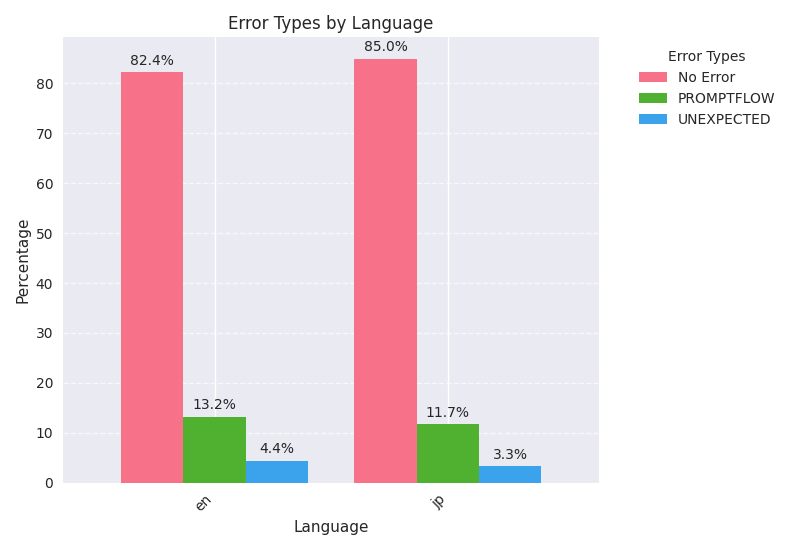 Error Types by Language
82.4%
85.0%
13.2%
11.7%
4.4%
3.3%
80
70
60
50
40
30
20
10
0
Percentage
en
jp
Language
Error Types
No Error
PROMPTFLOW
UNEXPECTED